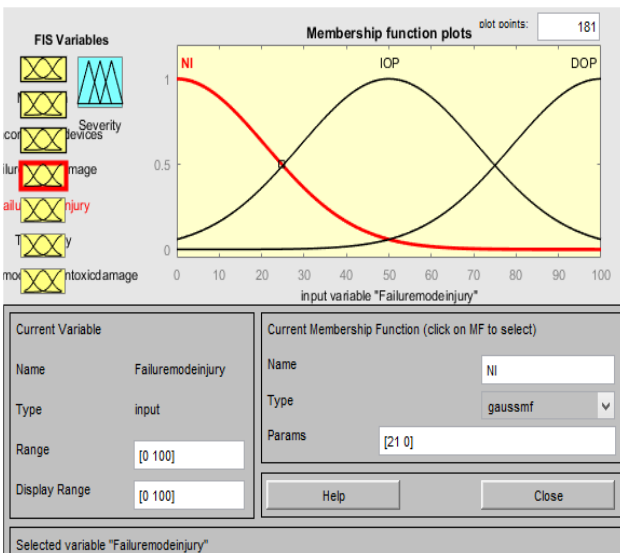 FIS Variables
Membership function plots
plot points:
181
Severity
devices
mage
njury
y
ntoxicdamage
NI
IOP
DOP
1
0.5
0
0 10 20 30 40 50 60 70 80 90 100
input variable "Failuremodeinjury"
Current Variable
Name Failuremodeinjury
Type input
Range [0 100]
Display Range [0 100]
Current Membership Function (click on MF to select)
Name NI
Type gaussmf
Params [21 0]
Help Close
Selected variable "Failuremodeinjury"